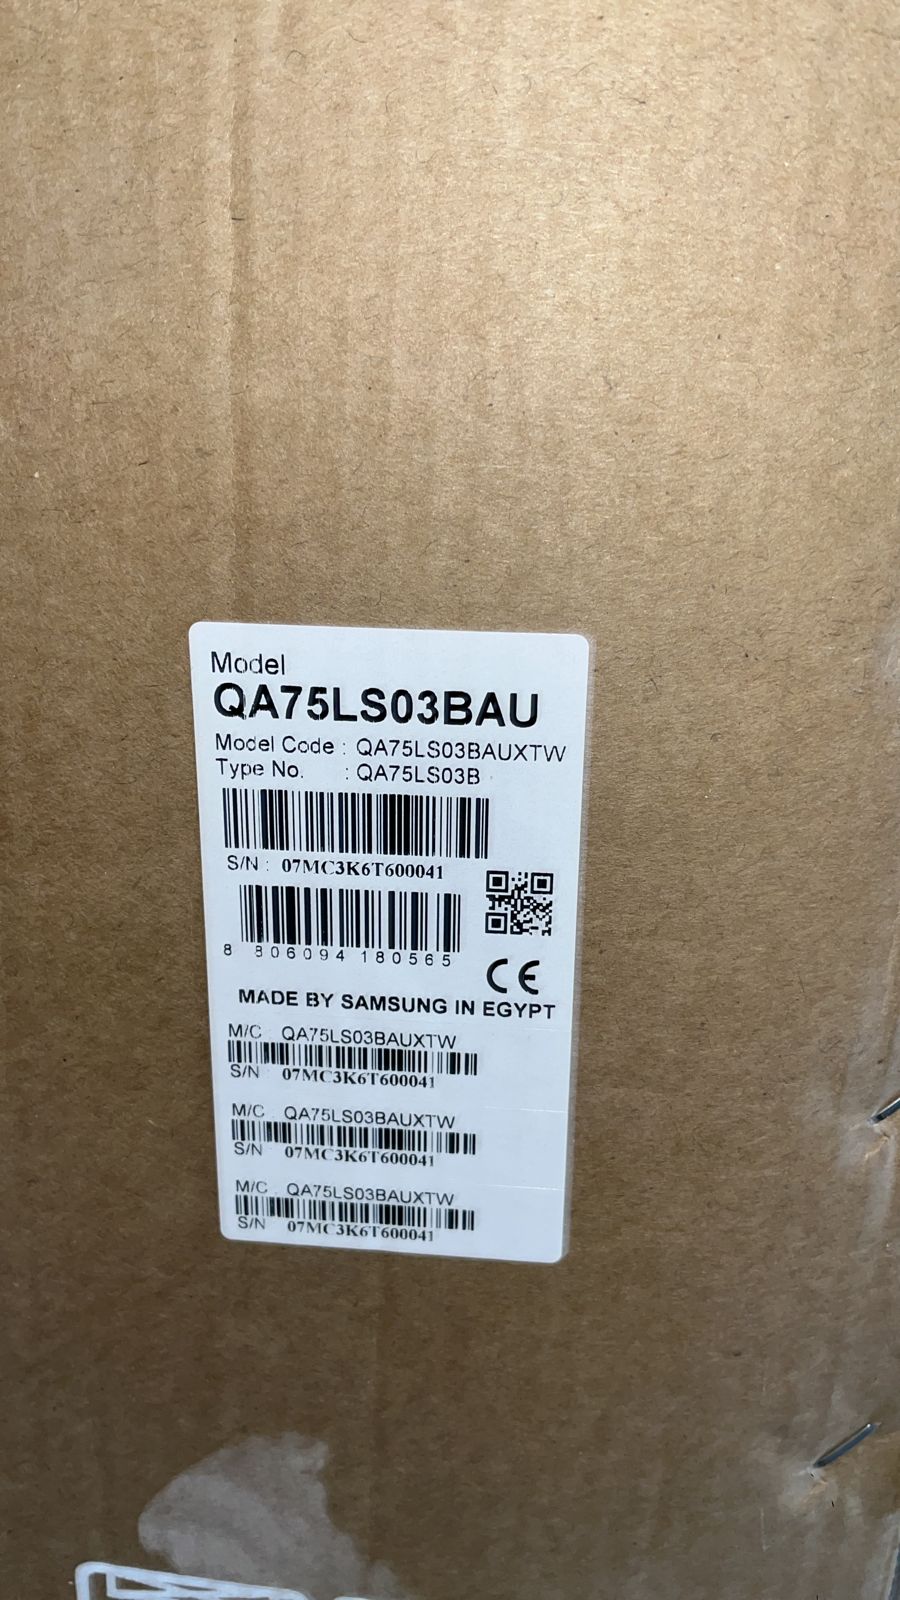 Model
QA75LS03BAU
Model Code : QA75LS03BAUXTW
Type No. : QA75LS03B
S/N : 07MC3K6T600041
8 806094 180565
CE
MADE BY SAMSUNG IN EGYPT
M/C : QA75LS03BAUXTW
S/N 07MC3K6T600041
M/C : QA75LS03BAUXTW
S/N 07MC3K6T600041
M/C : QA75LS03BAUXTW
S/N 07MC3K6T600041